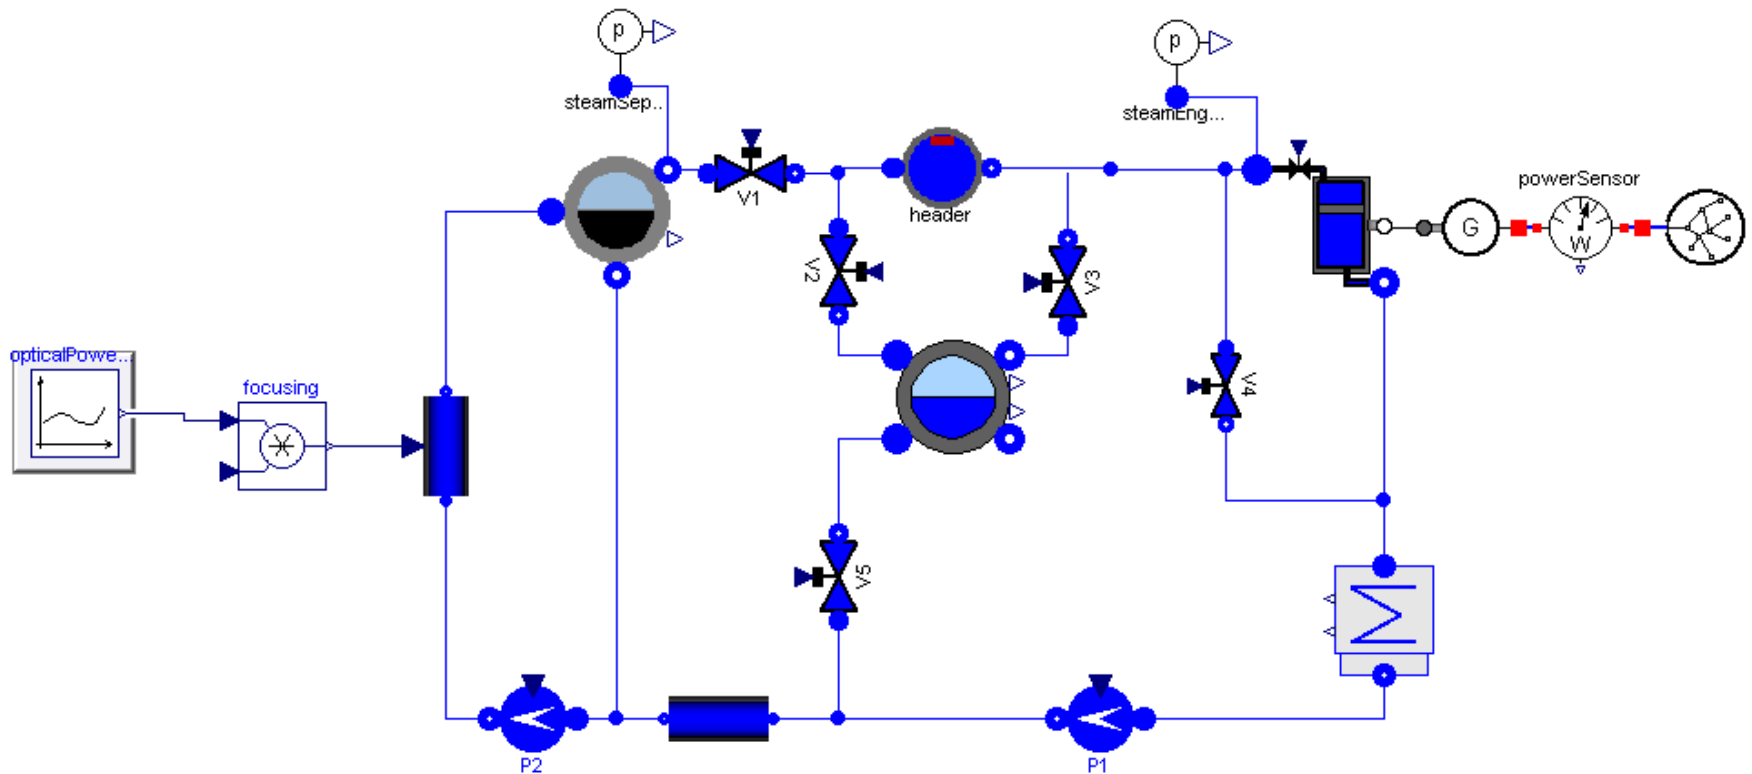 p
p
steamSep...
steamEng...
V1
powerSensor
header
G
W
V2
V3
opticalPowe...
focusing
V4
V5
P2
P1